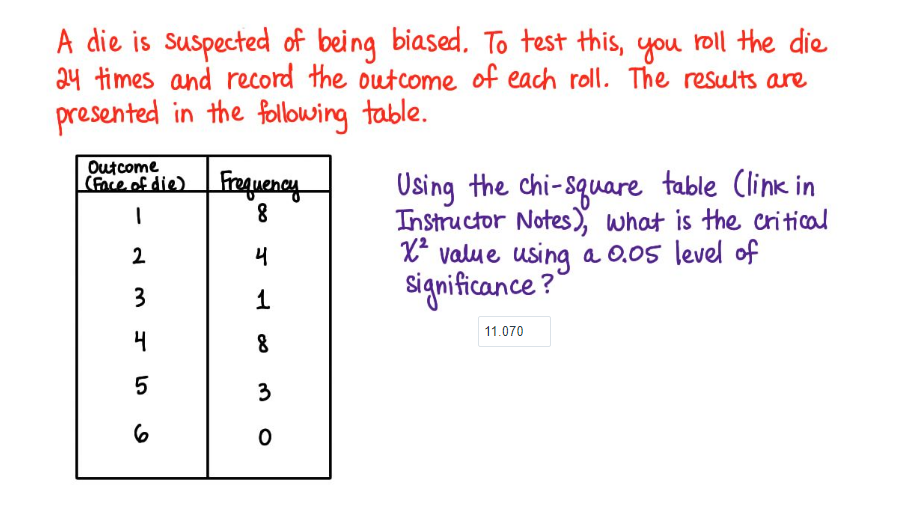 A die is suspected of being biased. To test this, you roll the die
24 times and record the outcome of each roll. The results are
presented in the following table.
Outcome
(Face of die) Frequency
1 8
2 4
3 1
4 8
5 3
6 0
Using the chi-square table (link in
Instructor Notes), what is the critical
χ² value using a 0.05 level of
significance?
11.070